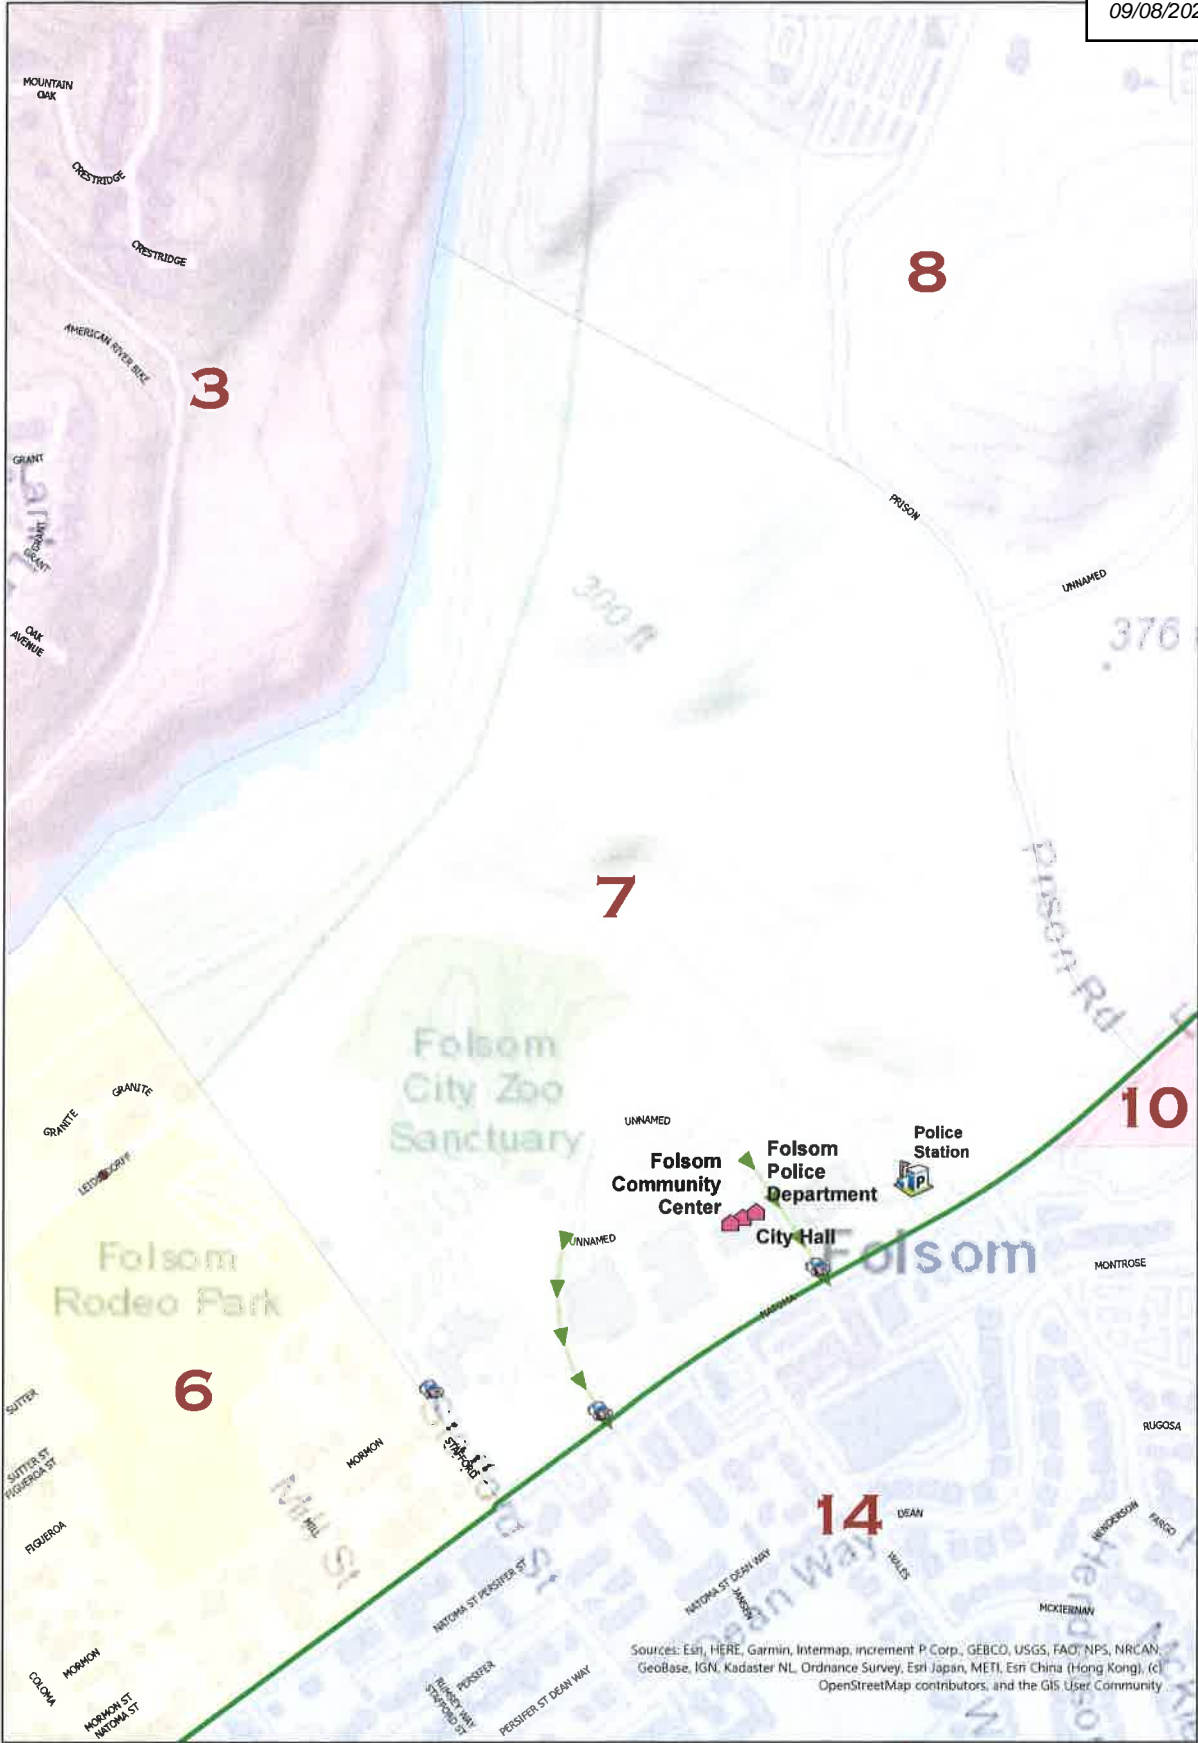 09/08/202
MOUNTAIN
OAK
CRESTRIDGE
CRESTRIDGE
8
AMERICAN RIVER BIKE
3
GRANT
GRANT
GRANT
PRISON
UNNAMED
300 ft
OAK
AVENUE
376
Prison Rd
7
Folsom
City Zoo
Sanctuary
GRANITE
GRANITE
10
UNNAMED
Police
Station
Folsom
Community
Center
Folsom
Police
Department
LEIDESDORFF
City Hall
UNNAMED
Folsom
Folsom
Rodeo Park
MONTROSE
NATOMA
6
SUTTER
RUGOSA
MORMON
STAFFORD
SUTTER ST
FIGUEROA ST
Mill St
MILL
14
DEAN
HENDERSON
FARGO
FIGUEROA
WALES
Dean Way
NATOMA ST DEAN WAY
JANSEN
NATOMA ST PERSIFER ST
MCKIERNAN
MORMON
COLOMA
PERSIFER
RUMSEY WAY
STAFFORD ST
PERSIFER ST DEAN WAY
MORMON ST
NATOMA ST
Sources: Esri, HERE, Garmin, Intermap, increment P Corp., GEBCO, USGS, FAO, NPS, NRCAN,
GeoBase, IGN, Kadaster NL, Ordnance Survey, Esri Japan, METI, Esri China (Hong Kong), (c)
OpenStreetMap contributors, and the GIS User Community